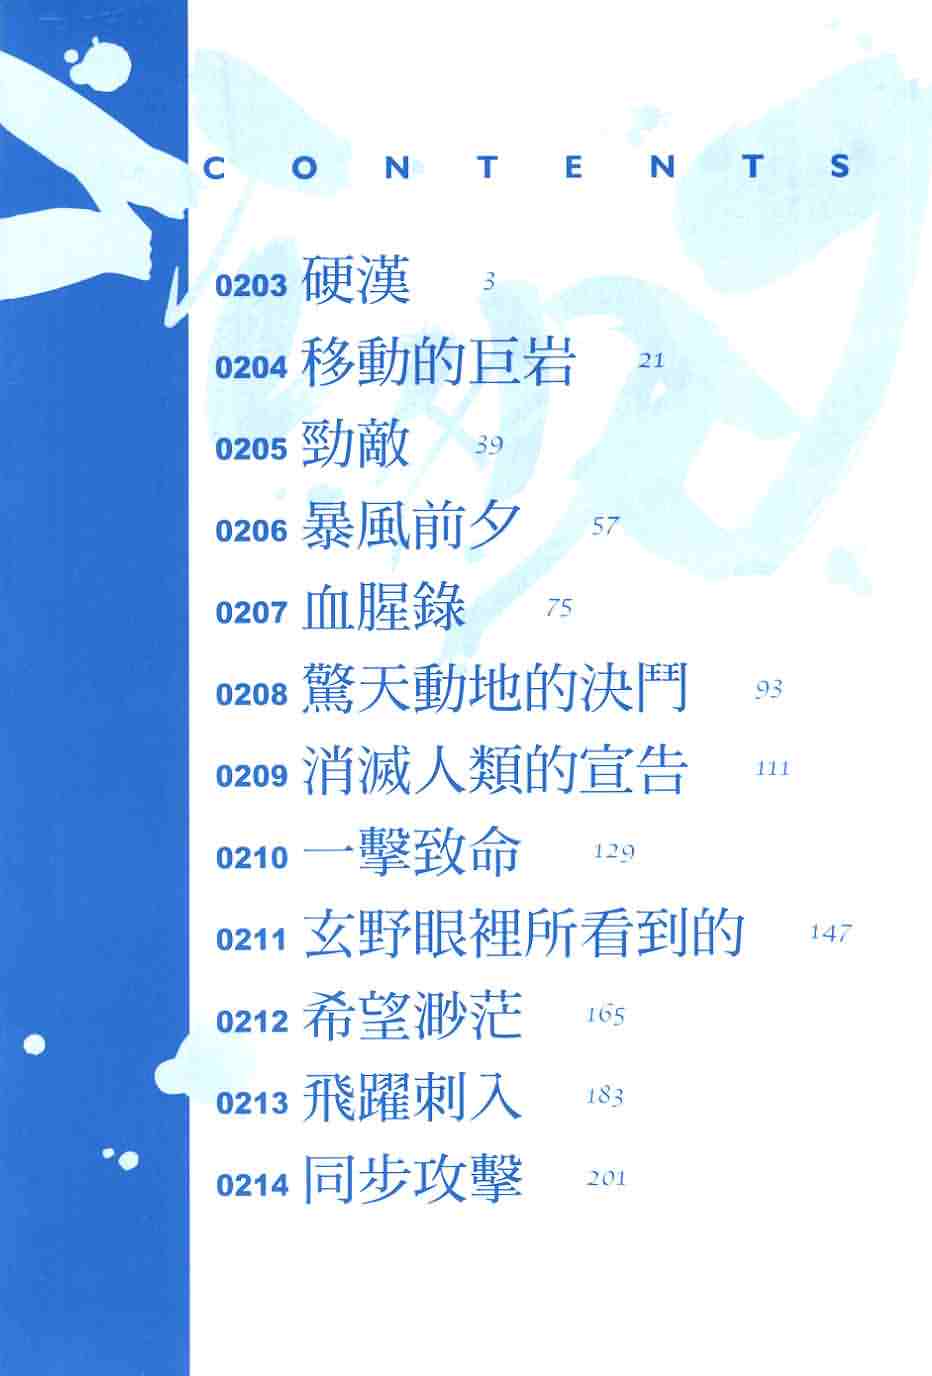 CONTENTS
0203 硬漢 3
0204 移動的巨岩 21
0205 勁敵 39
0206 暴風前夕 57
0207 血腥錄 75
0208 驚天動地的決鬥 93
0209 消滅人類的宣告 111
0210 一擊致命 129
0211 玄野眼裡所看到的 147
0212 希望渺茫 165
0213 飛躍刺入 183
0214 同步攻擊 201